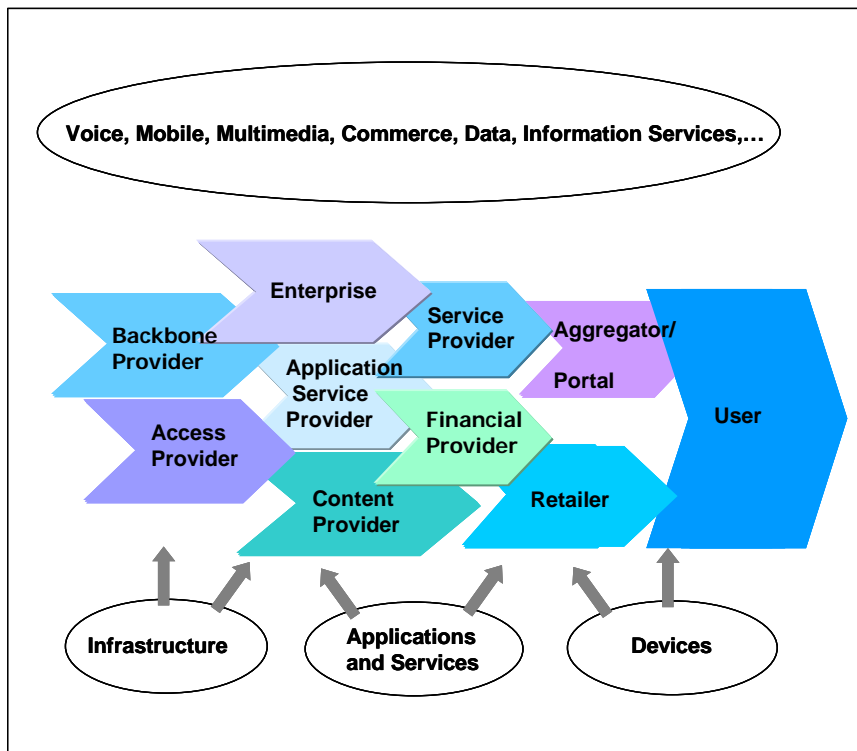 Voice, Mobile, Multimedia, Commerce, Data, Information Services,…
Enterprise
Backbone
Provider
Service
Provider
Aggregator/
Portal
Application
Service
Provider
User
Access
Provider
Financial
Provider
Content
Provider
Retailer
Infrastructure
Applications
and Services
Devices